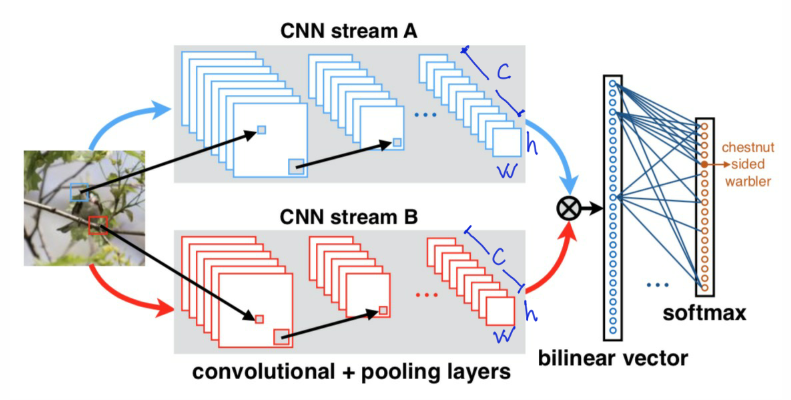 CNN stream A
C
h
W
chestnut
sided
warbler
CNN stream B
C
h
W
softmax
bilinear vector
convolutional + pooling layers